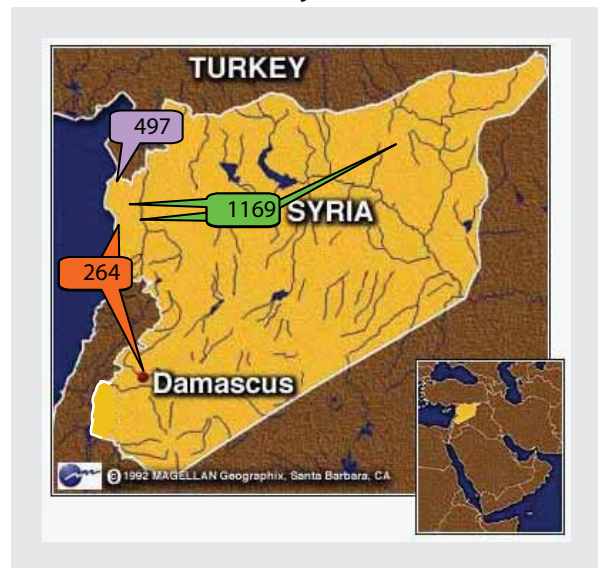 TURKEY
497
1169
SYRIA
264
Damascus
© 1992 MAGELLAN Geographix, Santa Barbara, CA